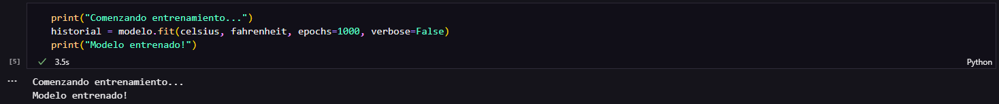 print("Comenzando entrenamiento...")
historial = modelo.fit(celsius, fahrenheit, epochs=1000, verbose=False)
print("Modelo entrenado!")
[5] ✓ 3.5s Python
... Comenzando entrenamiento...
Modelo entrenado!